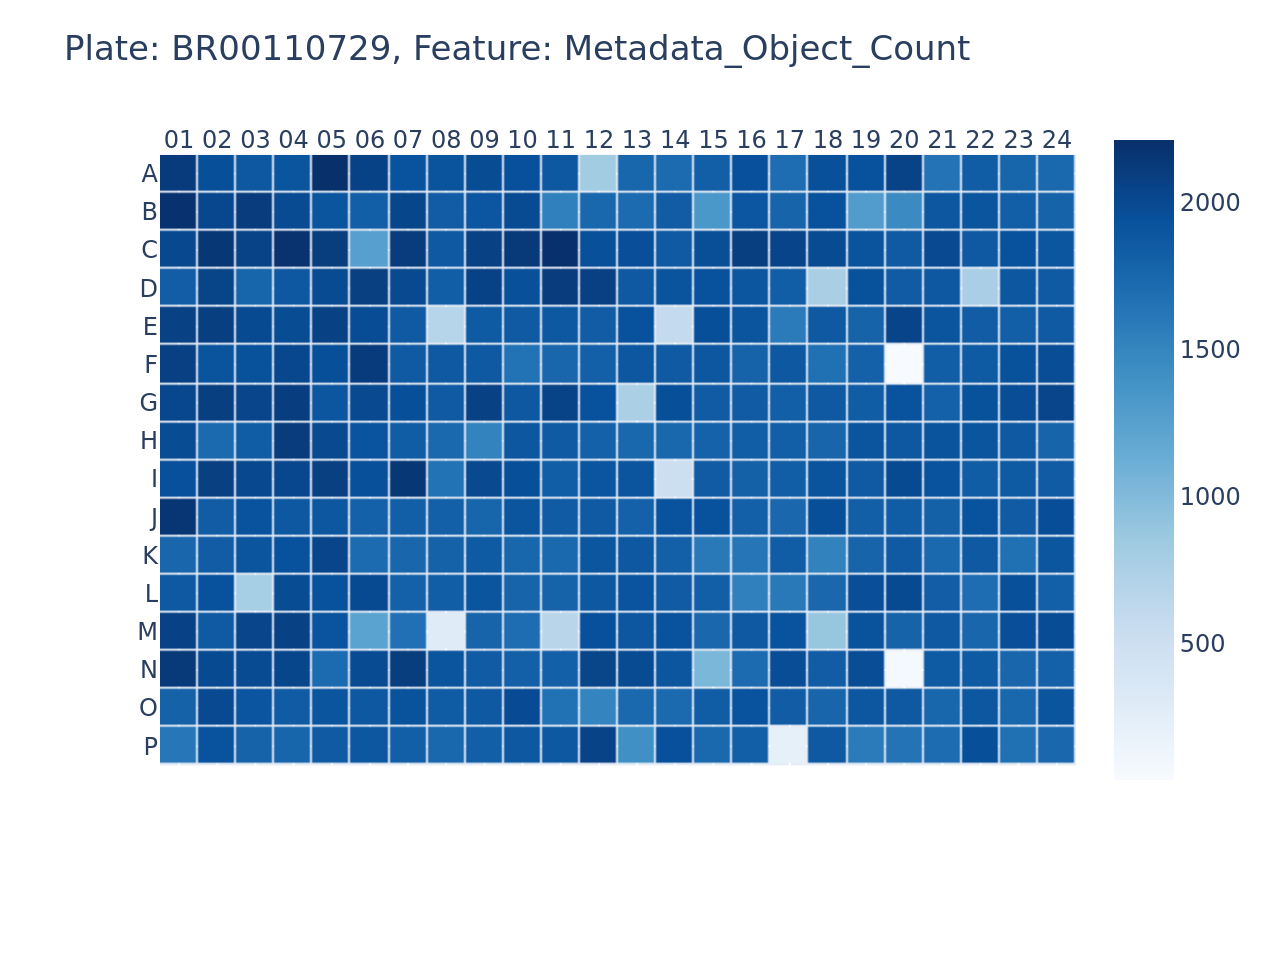 Plate: BR00110729, Feature: Metadata_Object_Count
01 02 03 04 05 06 07 08 09 10 11 12 13 14 15 16 17 18 19 20 21 22 23 24
A
B
C
D
E
F
G
H
I
J
K
L
M
N
O
P
2000
1500
1000
500